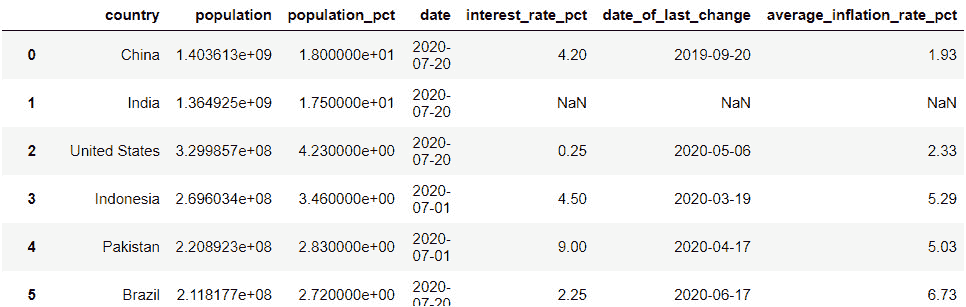 country population population_pct date interest_rate_pct date_of_last_change average_inflation_rate_pct
0 China 1.403613e+09 1.800000e+01 2020-07-20 4.20 2019-09-20 1.93
1 India 1.364925e+09 1.750000e+01 2020-07-20 NaN NaN NaN
2 United States 3.299857e+08 4.230000e+00 2020-07-20 0.25 2020-05-06 2.33
3 Indonesia 2.696034e+08 3.460000e+00 2020-07-01 4.50 2020-03-19 5.29
4 Pakistan 2.208923e+08 2.830000e+00 2020-07-01 9.00 2020-04-17 5.03
5 Brazil 2.118177e+08 2.720000e+00 2020-07-20 2.25 2020-06-17 6.73